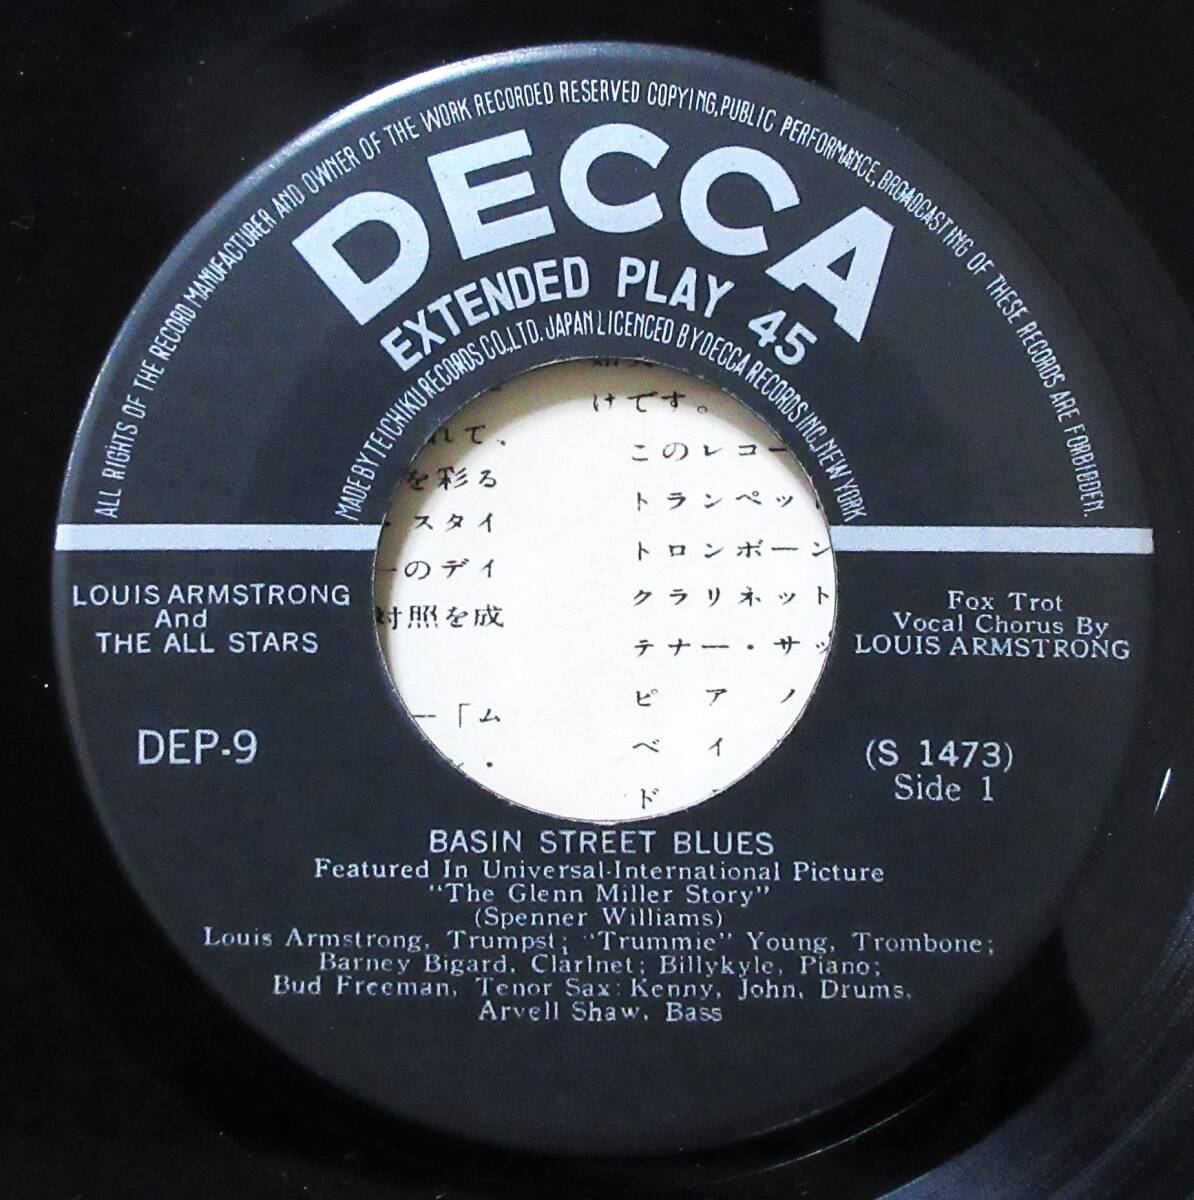 ALL RIGHTS OF THE RECORD MANUFACTURER AND OWNER OF THE WORK RECORDED RESERVED COPYING, PUBLIC PERFORMANCE, BROADCASTING OF THESE RECORDS ARE FORBIDDEN.
DECCA
EXTENDED PLAY 45
MADE BY TEICHIKU RECORDS CO., LTD. JAPAN LICENCED BY DECCA RECORDS INC., NEW YORK
LOUIS ARMSTRONG
And
THE ALL STARS
DEP-9
Fox Trot
Vocal Chorus By
LOUIS ARMSTRONG
(S 1473)
Side 1
けです。
このレコー
トランペッ
トロンボーン
クラリネット
テナー・サッ
ピアノ
ベイ
ド
れて、
を彩る
スタイ
ーのデイ
対照を成
ー「ム
BASIN STREET BLUES
Featured In Universal-International Picture
"The Glenn Miller Story"
(Spenner Williams)
Louis Armstrong, Trumpst; "Trummie" Young, Trombone;
Barney Bigard, Clarinet; Billykyle, Piano;
Bud Freeman, Tenor Sax: Kenny, John, Drums,
Arvell Shaw, Bass